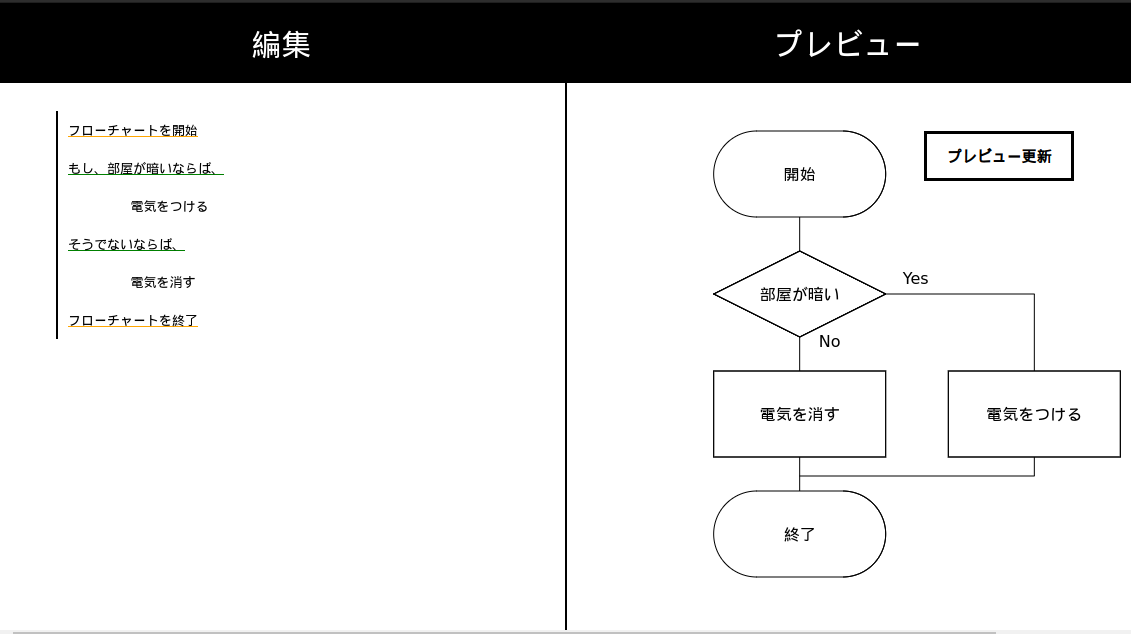 編集
プレビュー
フローチャートを開始
もし、部屋が暗いならば、
電気をつける
そうでないならば、
電気を消す
フローチャートを終了
プレビュー更新
開始
部屋が暗い
Yes
No
電気を消す
電気をつける
終了